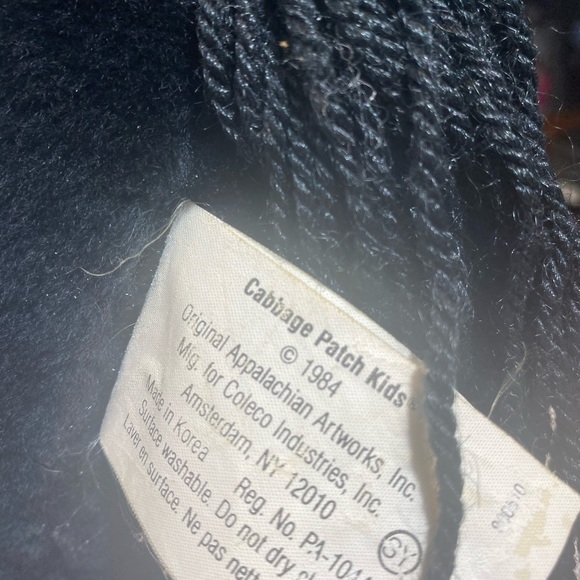 Cabbage Patch Kids
© 1984
Original Appalachian Artworks, Inc.
Mfg. for Coleco Industries, Inc.
Amsterdam, NY 12010
Made in Korea Reg. No. PA-104
Surface washable. Do not dry
Laver en surface. Ne pas
SY